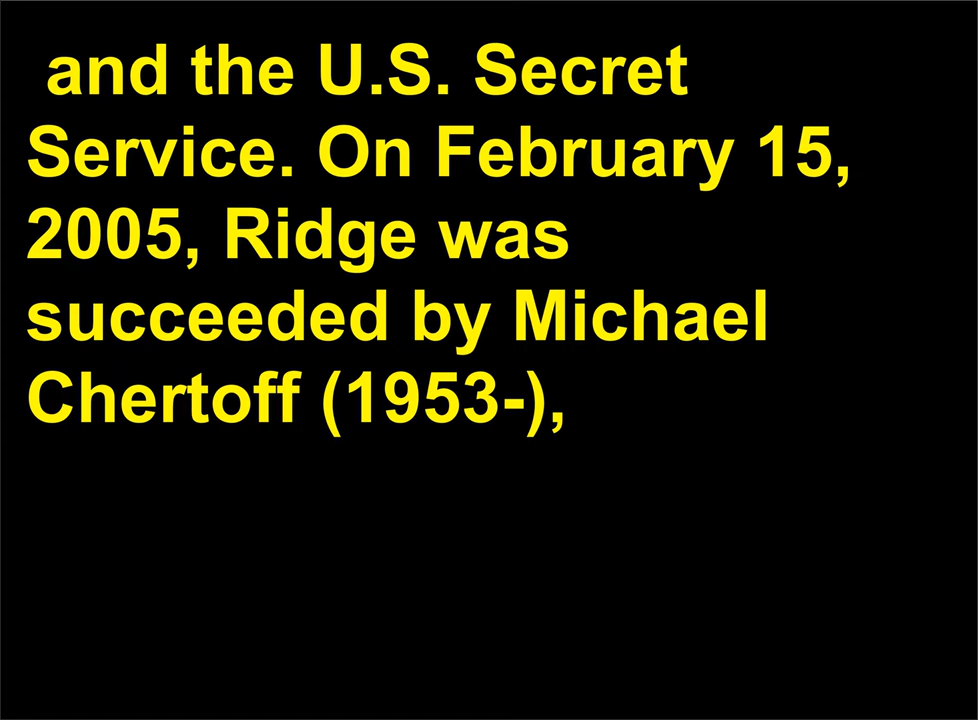 and the U.S. Secret
Service. On February 15,
2005, Ridge was
succeeded by Michael
Chertoff (1953-),